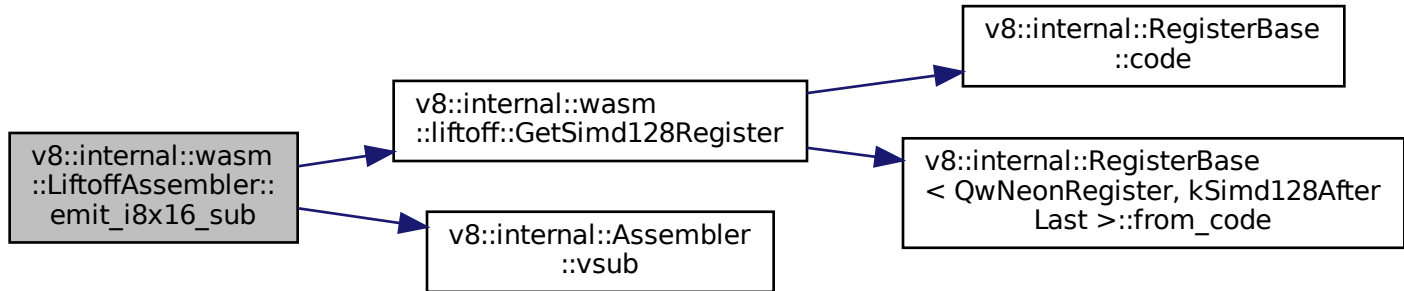 v8::internal::wasm
::LiftoffAssembler::
emit_i8x16_sub
v8::internal::wasm
::liftoff::GetSimd128Register
v8::internal::Assembler
::vsub
v8::internal::RegisterBase
::code
v8::internal::RegisterBase
< QwNeonRegister, kSimd128After
Last >::from_code